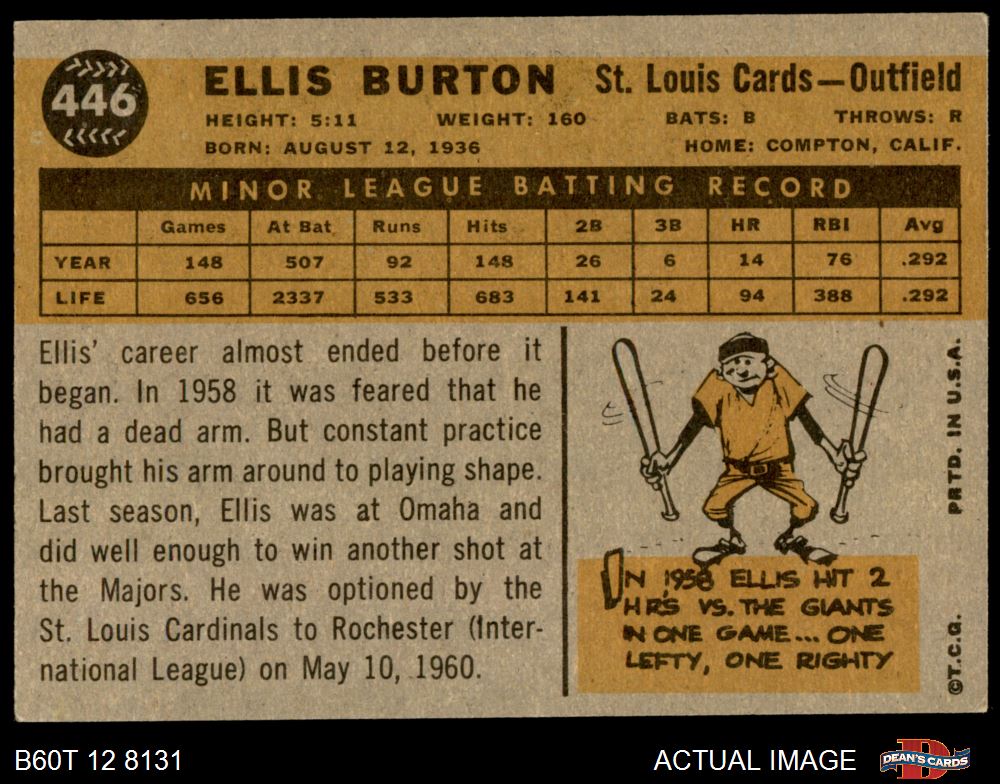 446
ELLIS BURTON St. Louis Cards—Outfield
HEIGHT: 5:11 WEIGHT: 160 BATS: B THROWS: R
BORN: AUGUST 12, 1936 HOME: COMPTON, CALIF.
MINOR LEAGUE BATTING RECORD
Games At Bat Runs Hits 2B 3B HR RBI Avg
YEAR 148 507 92 148 26 6 14 76 .292
LIFE 656 2337 533 683 141 24 94 388 .292
Ellis' career almost ended before it
began. In 1958 it was feared that he
had a dead arm. But constant practice
brought his arm around to playing shape.
Last season, Ellis was at Omaha and
did well enough to win another shot at
the Majors. He was optioned by the
St. Louis Cardinals to Rochester (Inter-
national League) on May 10, 1960.
IN 1958 ELLIS HIT 2
HRS VS. THE GIANTS
IN ONE GAME... ONE
LEFTY, ONE RIGHTY
PRTD. IN U.S.A.
©T.C.G.
B60T 12 8131
ACTUAL IMAGE
D
DEAN'S CARDS